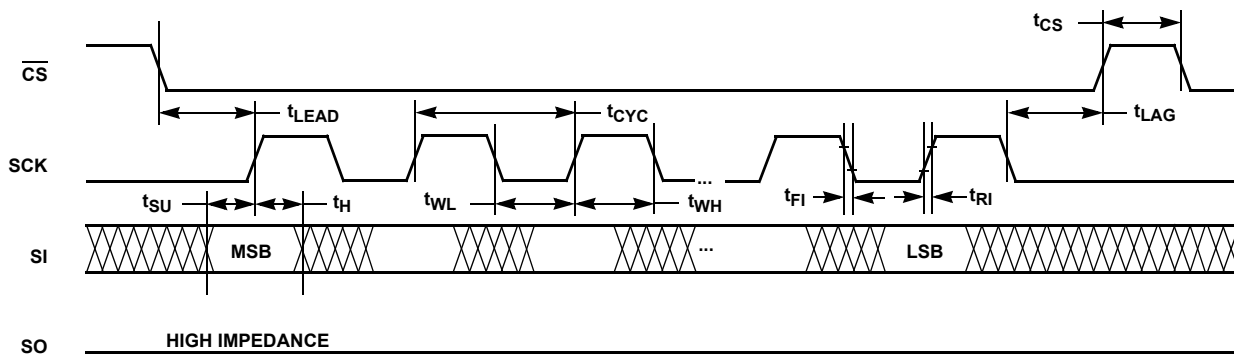 tCS
CS
tLEAD
tCYC
tLAG
SCK
...
tSU
tH
tWL
tWH
tFI
tRI
SI
MSB
...
LSB
SO
HIGH IMPEDANCE